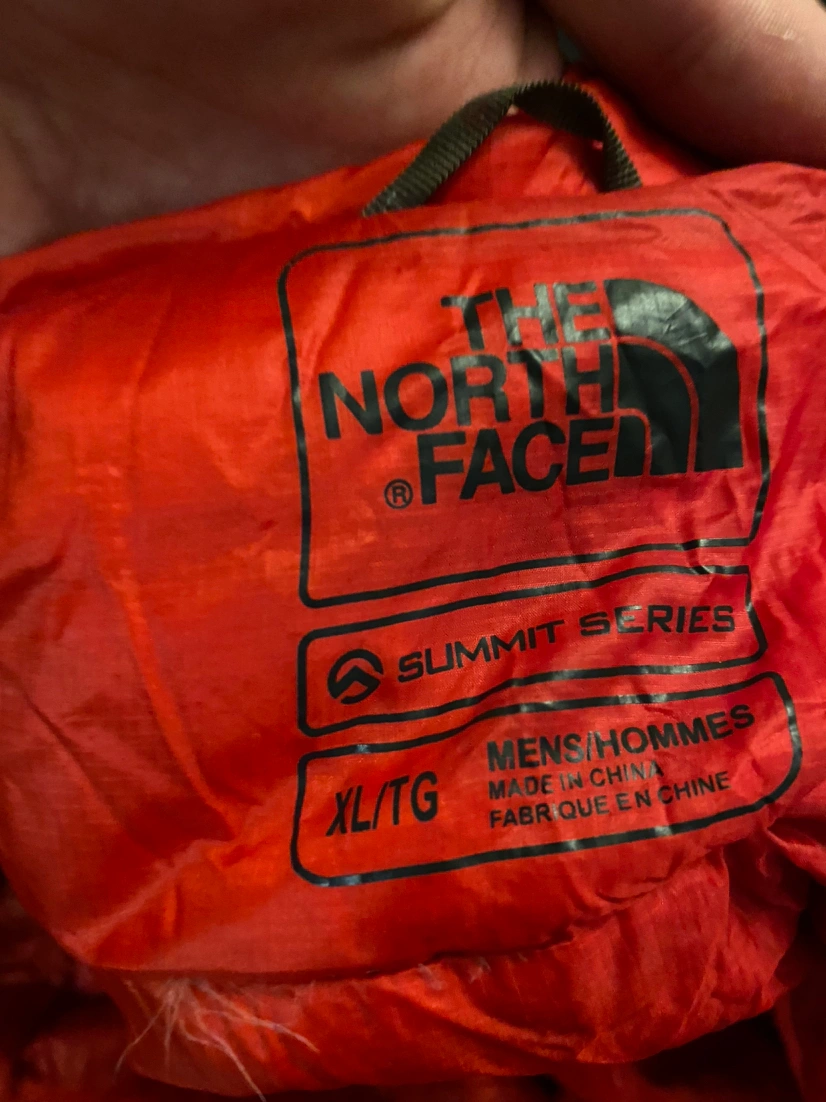 THE
NORTH
® FACE
SUMMIT SERIES
XL/TG
MENS/HOMMES
MADE IN CHINA
FABRIQUE EN CHINE